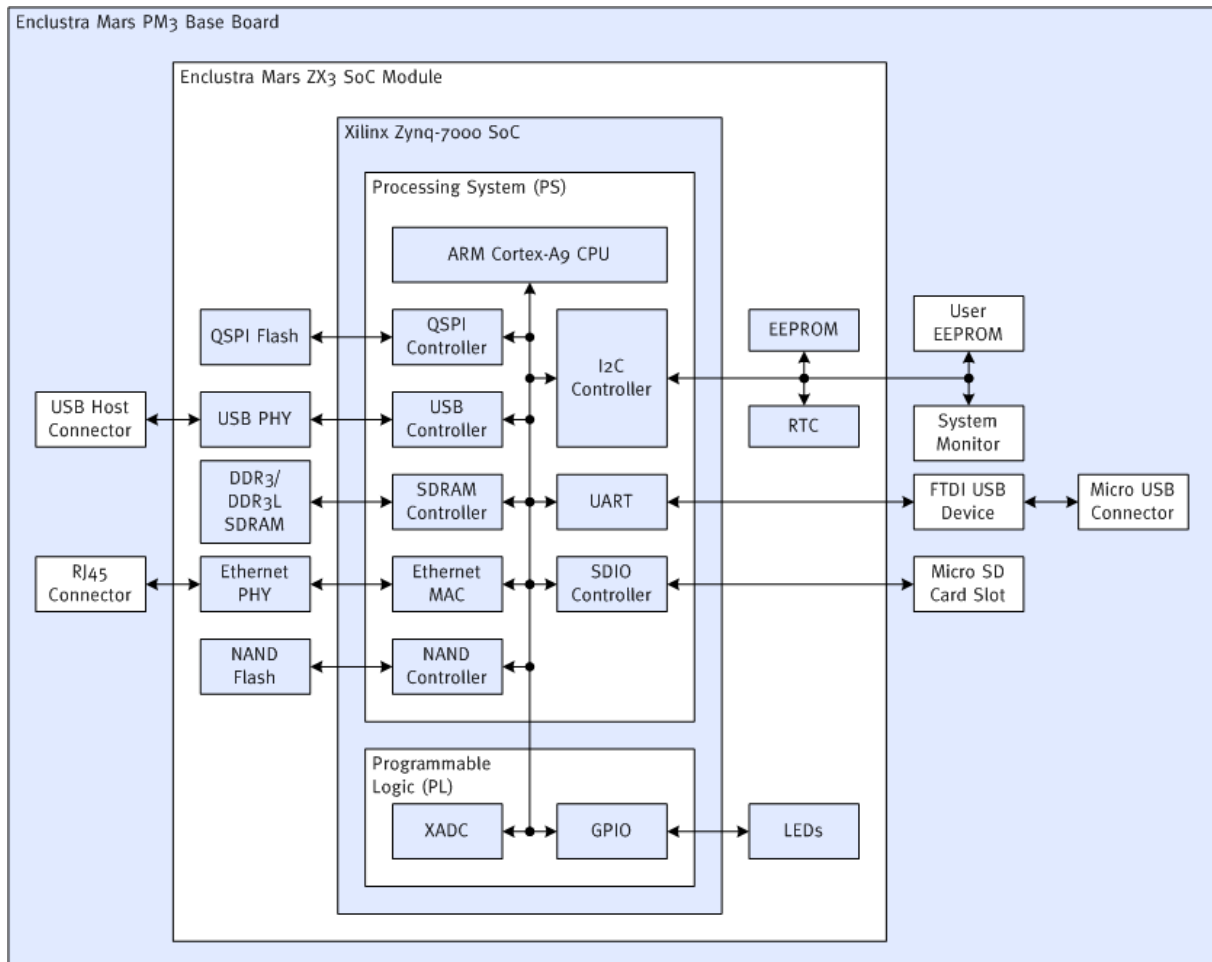 Enclustra Mars PM3 Base Board
Enclustra Mars ZX3 SoC Module
Xilinx Zynq-7000 SoC
Processing System (PS)
ARM Cortex-A9 CPU
QSPI Flash
QSPI
Controller
I2C
Controller
EEPROM
User
EEPROM
USB Host
Connector
USB PHY
USB
Controller
RTC
System
Monitor
DDR3/
DDR3L
SDRAM
SDRAM
Controller
UART
FTDI USB
Device
Micro USB
Connector
RJ45
Connector
Ethernet
PHY
Ethernet
MAC
SDIO
Controller
Micro SD
Card Slot
NAND
Flash
NAND
Controller
Programmable
Logic (PL)
XADC
GPIO
LEDs